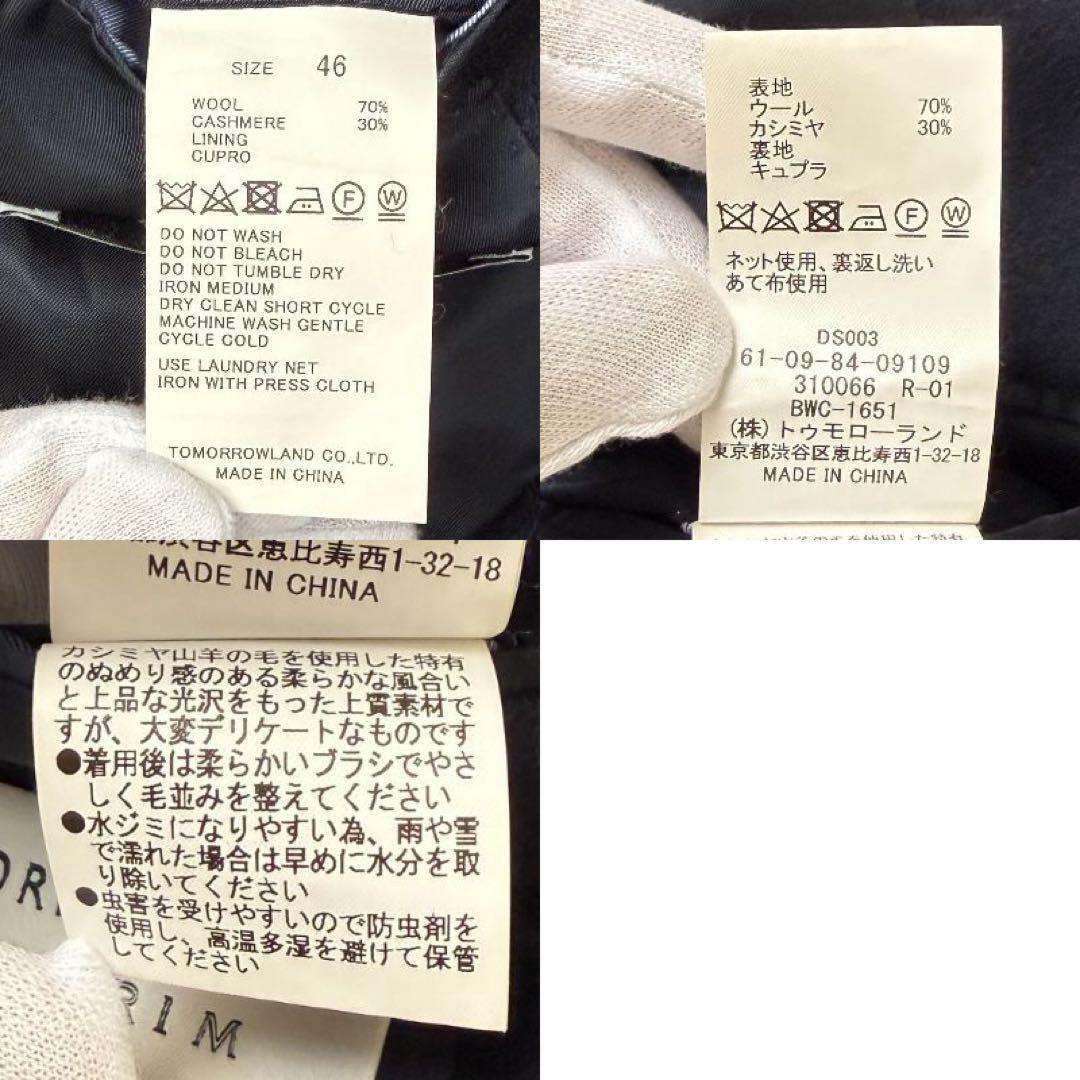 SIZE 46
WOOL 70%
CASHMERE 30%
LINING
CUPRO
F W
DO NOT WASH
DO NOT BLEACH
DO NOT TUMBLE DRY
IRON MEDIUM
DRY CLEAN SHORT CYCLE
MACHINE WASH GENTLE
CYCLE COLD
USE LAUNDRY NET
IRON WITH PRESS CLOTH
TOMORROWLAND CO.,LTD.
MADE IN CHINA
表地
ウール 70%
カシミヤ 30%
裏地
キュプラ
F W
ネット使用、裏返し洗い
あて布使用
DS003
61-09-84-09109
310066 R-01
BWC-1651
(株)トゥモローランド
東京都渋谷区恵比寿西1-32-18
MADE IN CHINA
渋谷区恵比寿西1-32-18
MADE IN CHINA
カシミヤ山羊の毛を使用した特有
のぬめり感のある柔らかな風合い
と上品な光沢をもった上質素材で
すが、大変デリケートなものです
●着用後は柔らかいブラシでやさ
しく毛並みを整えてください
●水ジミになりやすい為、雨や雪
で濡れた場合は早めに水分を取
り除いてください
●虫害を受けやすいので防虫剤を
使用し、高温多湿を避けて保管
してください
RIM